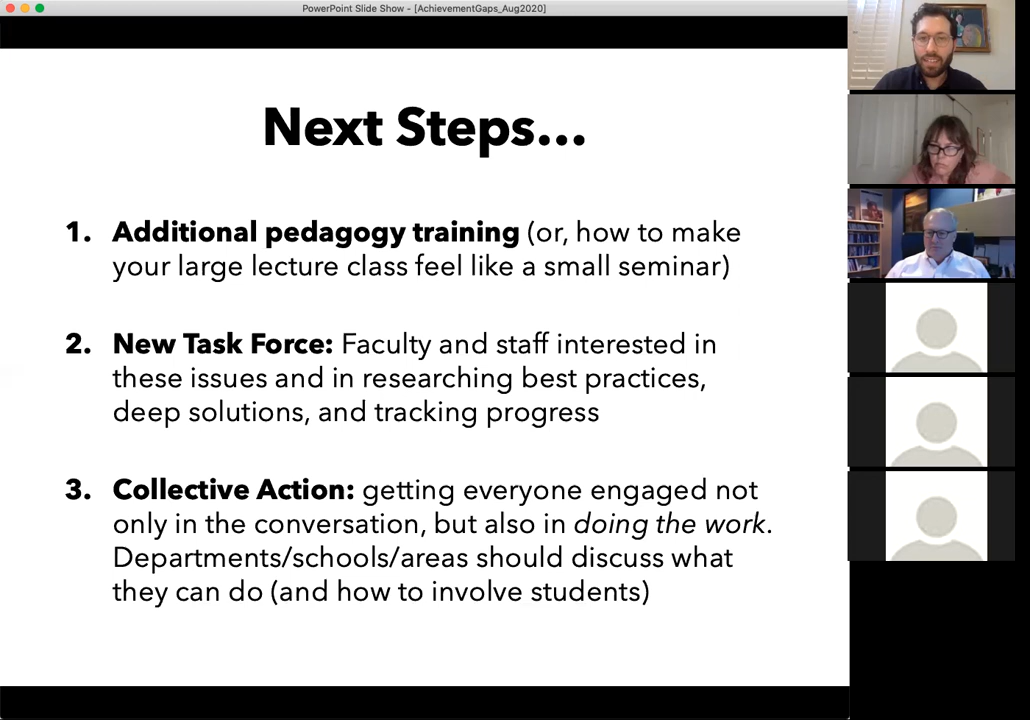 PowerPoint Slide Show - [AchievementGaps_Aug2020]
Next Steps…
1. Additional pedagogy training (or, how to make
your large lecture class feel like a small seminar)
2. New Task Force: Faculty and staff interested in
these issues and in researching best practices,
deep solutions, and tracking progress
3. Collective Action: getting everyone engaged not
only in the conversation, but also in doing the work.
Departments/schools/areas should discuss what
they can do (and how to involve students)